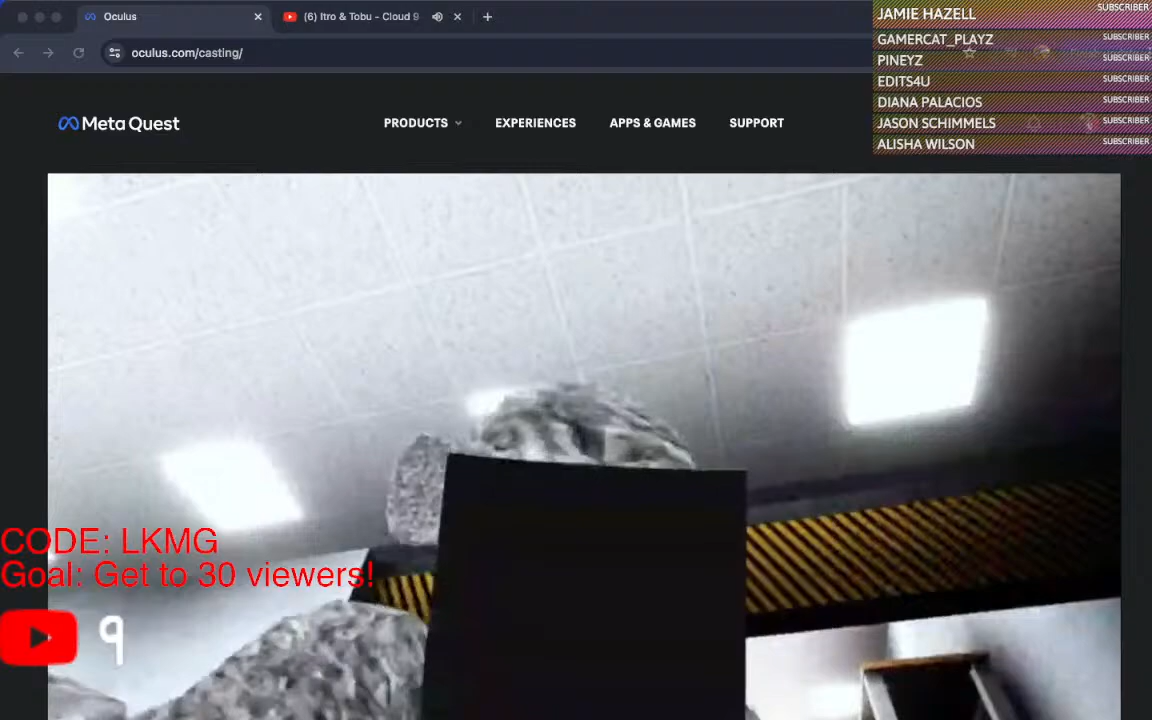 Oculus
(6) Itro & Tobu - Cloud 9
oculus.com/casting/
JAMIE HAZELL SUBSCRIBER
GAMERCAT_PLAYZ SUBSCRIBER
PINEYZ SUBSCRIBER
EDITS4U SUBSCRIBER
DIANA PALACIOS SUBSCRIBER
JASON SCHIMMELS SUBSCRIBER
ALISHA WILSON SUBSCRIBER
Meta Quest
PRODUCTS EXPERIENCES APPS & GAMES SUPPORT
CODE: LKMG
Goal: Get to 30 viewers!
9